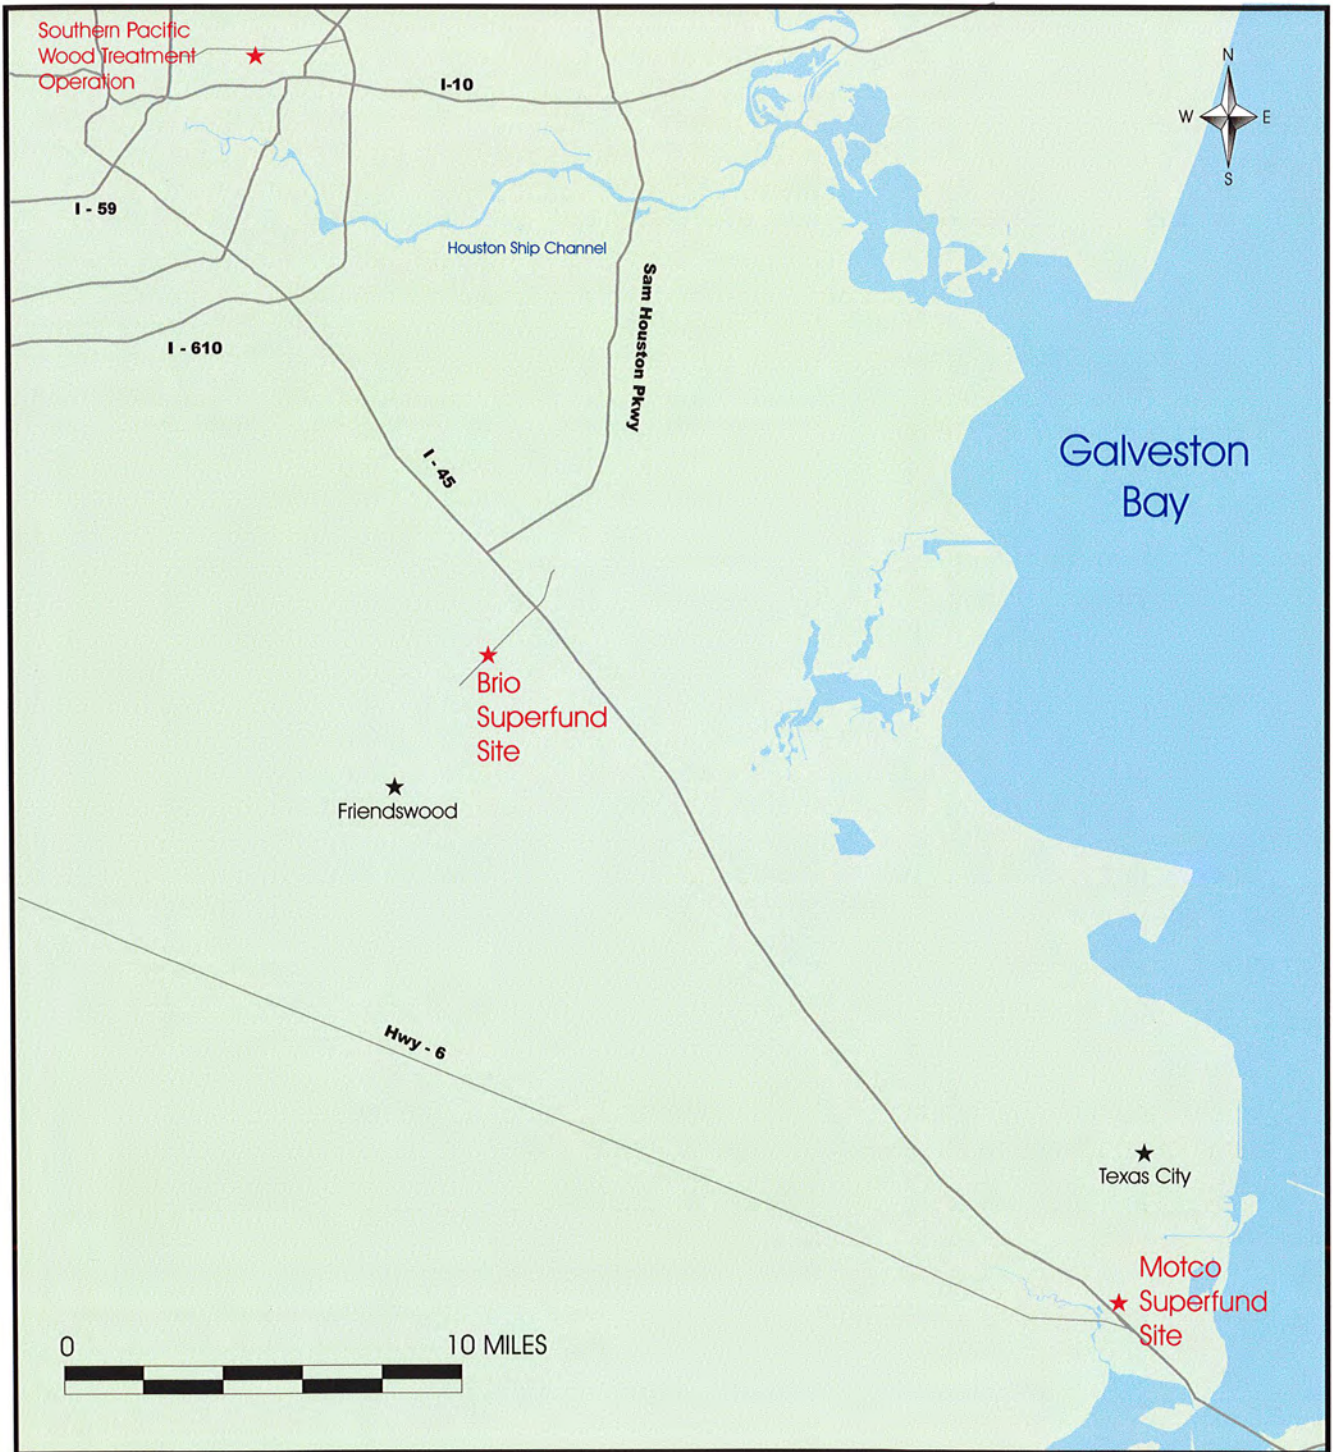 Southern Pacific
Wood Treatment
Operation
I-10
N
W E
S
I - 59
Houston Ship Channel
Sam Houston Pkwy
I - 610
Galveston
Bay
I - 45
Brio
Superfund
Site
Friendswood
Hwy - 6
Texas City
Motco
Superfund
Site
0 10 MILES